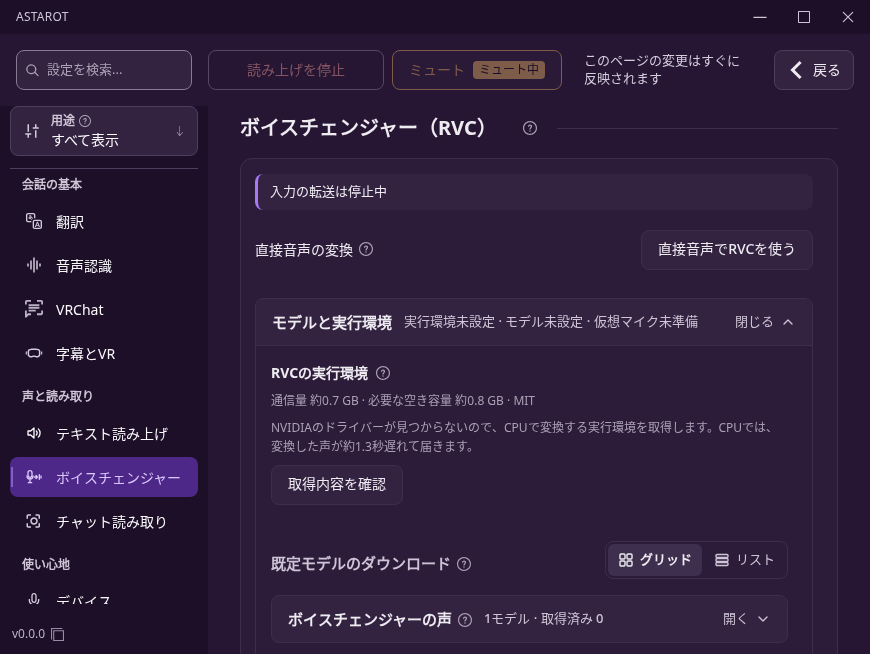 ASTAROT
設定を検索...
読み上げを停止
ミュート ミュート中
このページの変更はすぐに
反映されます
戻る
用途
すべて表示
会話の基本
翻訳
音声認識
VRChat
字幕とVR
声と読み取り
テキスト読み上げ
ボイスチェンジャー
チャット読み取り
使い心地
デバイス
v0.0.0
ボイスチェンジャー（RVC）
入力の転送は停止中
直接音声の変換
直接音声でRVCを使う
モデルと実行環境 実行環境未設定 · モデル未設定 · 仮想マイク未準備 閉じる
RVCの実行環境
通信量 約0.7 GB · 必要な空き容量 約0.8 GB · MIT
NVIDIAのドライバーが見つからないので、CPUで変換する実行環境を取得します。CPUでは、
変換した声が約1.3秒遅れて届きます。
取得内容を確認
既定モデルのダウンロード
グリッド リスト
ボイスチェンジャーの声 1モデル · 取得済み 0 開く